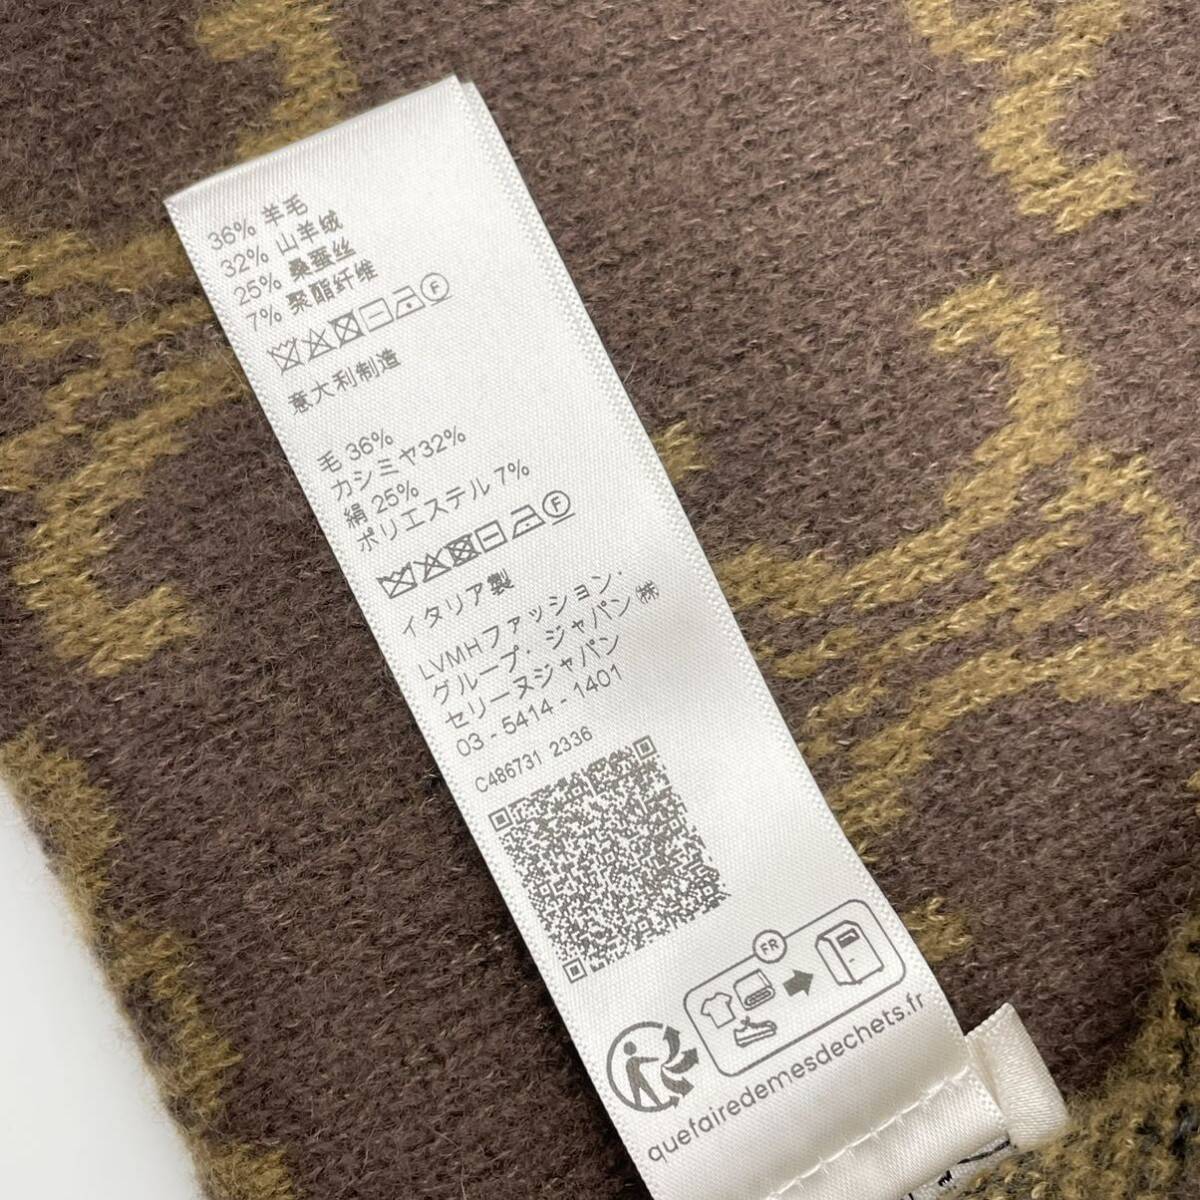 36% 羊毛
32% 山羊绒
25% 桑蚕丝
7% 聚酯纤维
F
意大利制造
毛 36%
カシミヤ32%
絹 25%
ポリエステル 7%
F
イタリア製
LVMHファッション・
グループ・ジャパン㈱
セリーヌジャパン
03 - 5414 - 1401
C486731 2336
FR
quefairedemesdechets.fr